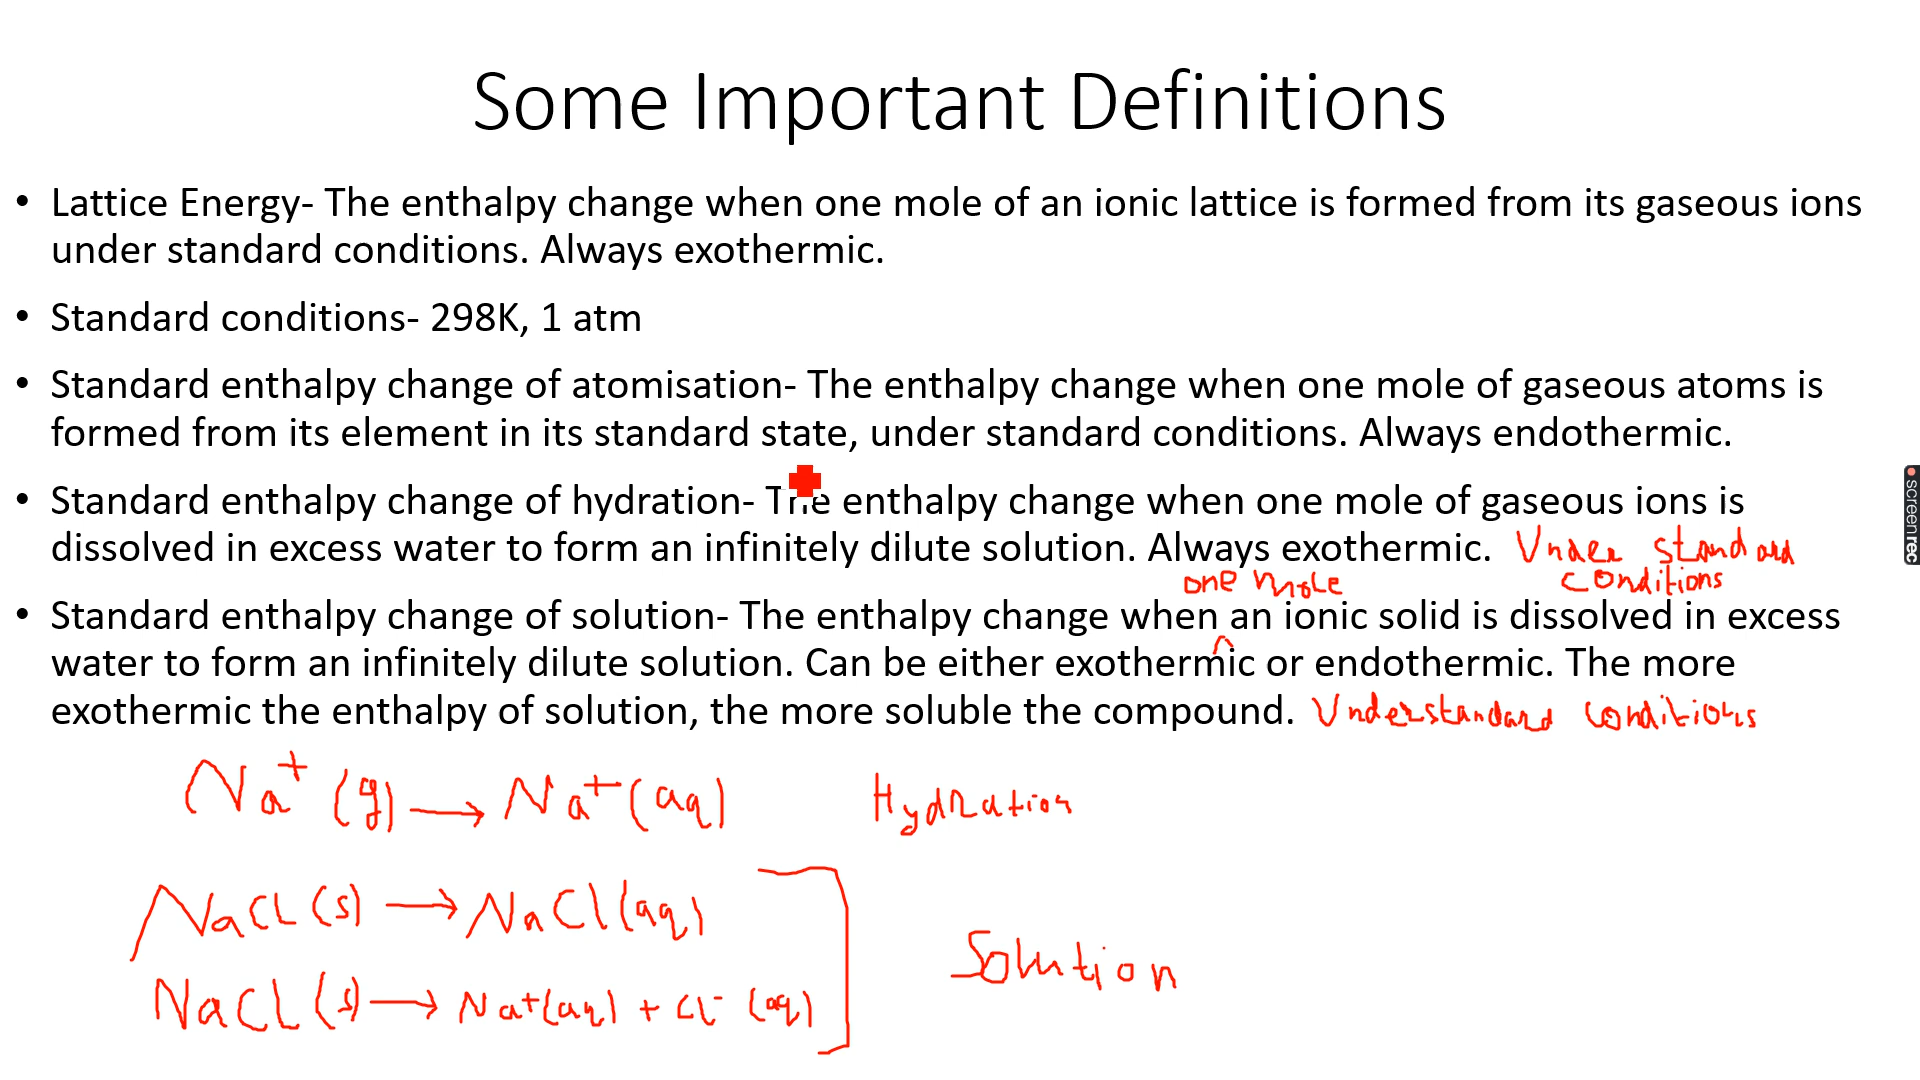 Some Important Definitions
• Lattice Energy- The enthalpy change when one mole of an ionic lattice is formed from its gaseous ions
under standard conditions. Always exothermic.
• Standard conditions- 298K, 1 atm
• Standard enthalpy change of atomisation- The enthalpy change when one mole of gaseous atoms is
formed from its element in its standard state, under standard conditions. Always endothermic.
• Standard enthalpy change of hydration- The enthalpy change when one mole of gaseous ions is
dissolved in excess water to form an infinitely dilute solution. Always exothermic. Under standard
conditions
one mole
• Standard enthalpy change of solution- The enthalpy change when an ionic solid is dissolved in excess
water to form an infinitely dilute solution. Can be either exothermic or endothermic. The more
exothermic the enthalpy of solution, the more soluble the compound. Understandard conditions
Na⁺ (g) → Na⁺ (aq) Hydration
NaCl (s) → NaCl (aq)
Solution
NaCl (s) → Na⁺(aq) + Cl⁻ (aq)
screenrec